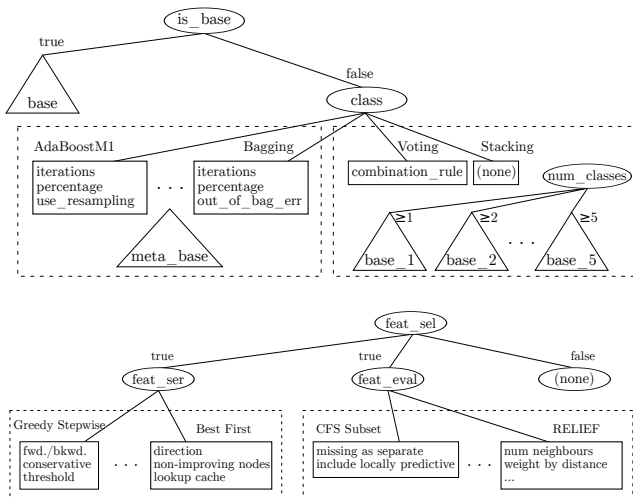 is_base
true
false
base
class
AdaBoostM1
Bagging
Voting
Stacking
iterations
percentage
use_resampling
. . .
iterations
percentage
out_of_bag_err
combination_rule
(none)
num_classes
meta_base
≥1
≥2
≥5
base_1
base_2
. . .
base_5
feat_sel
true
true
false
feat_ser
feat_eval
(none)
Greedy Stepwise
Best First
CFS Subset
RELIEF
fwd./bkwd.
conservative
threshold
. . .
direction
non-improving nodes
lookup cache
missing as separate
include locally predictive
. . .
num neighbours
weight by distance
...